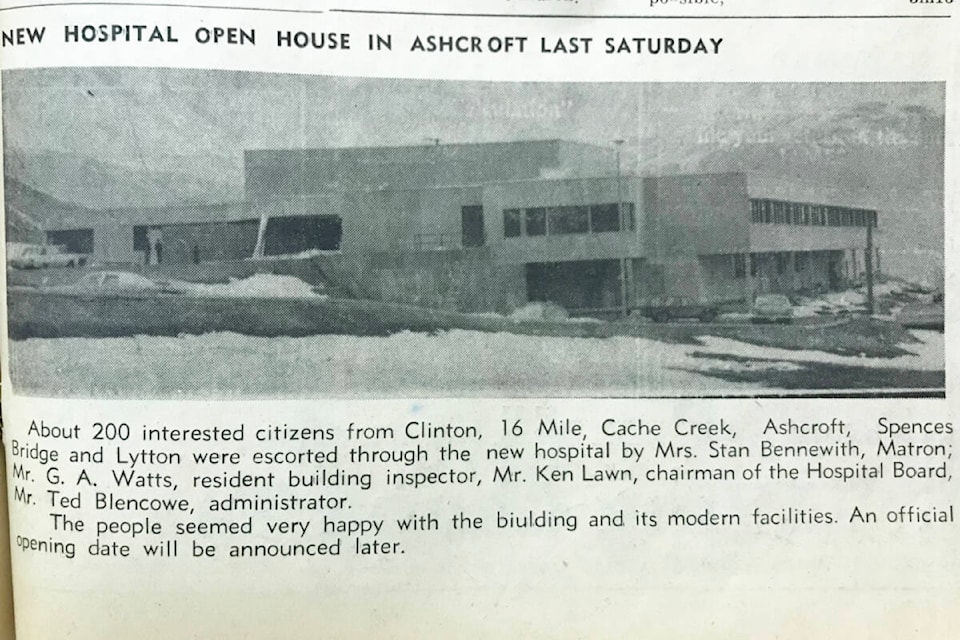 possible,
NEW HOSPITAL OPEN HOUSE IN ASHCROFT LAST SATURDAY
About 200 interested citizens from Clinton, 16 Mile, Cache Creek, Ashcroft, Spences
Bridge and Lytton were escorted through the new hospital by Mrs. Stan Bennewith, Matron;
Mr. G. A. Watts, resident building inspector, Mr. Ken Lawn, chairman of the Hospital Board,
Mr. Ted Blencowe, administrator.
The people seemed very happy with the biulding and its modern facilities. An official
opening date will be announced later.